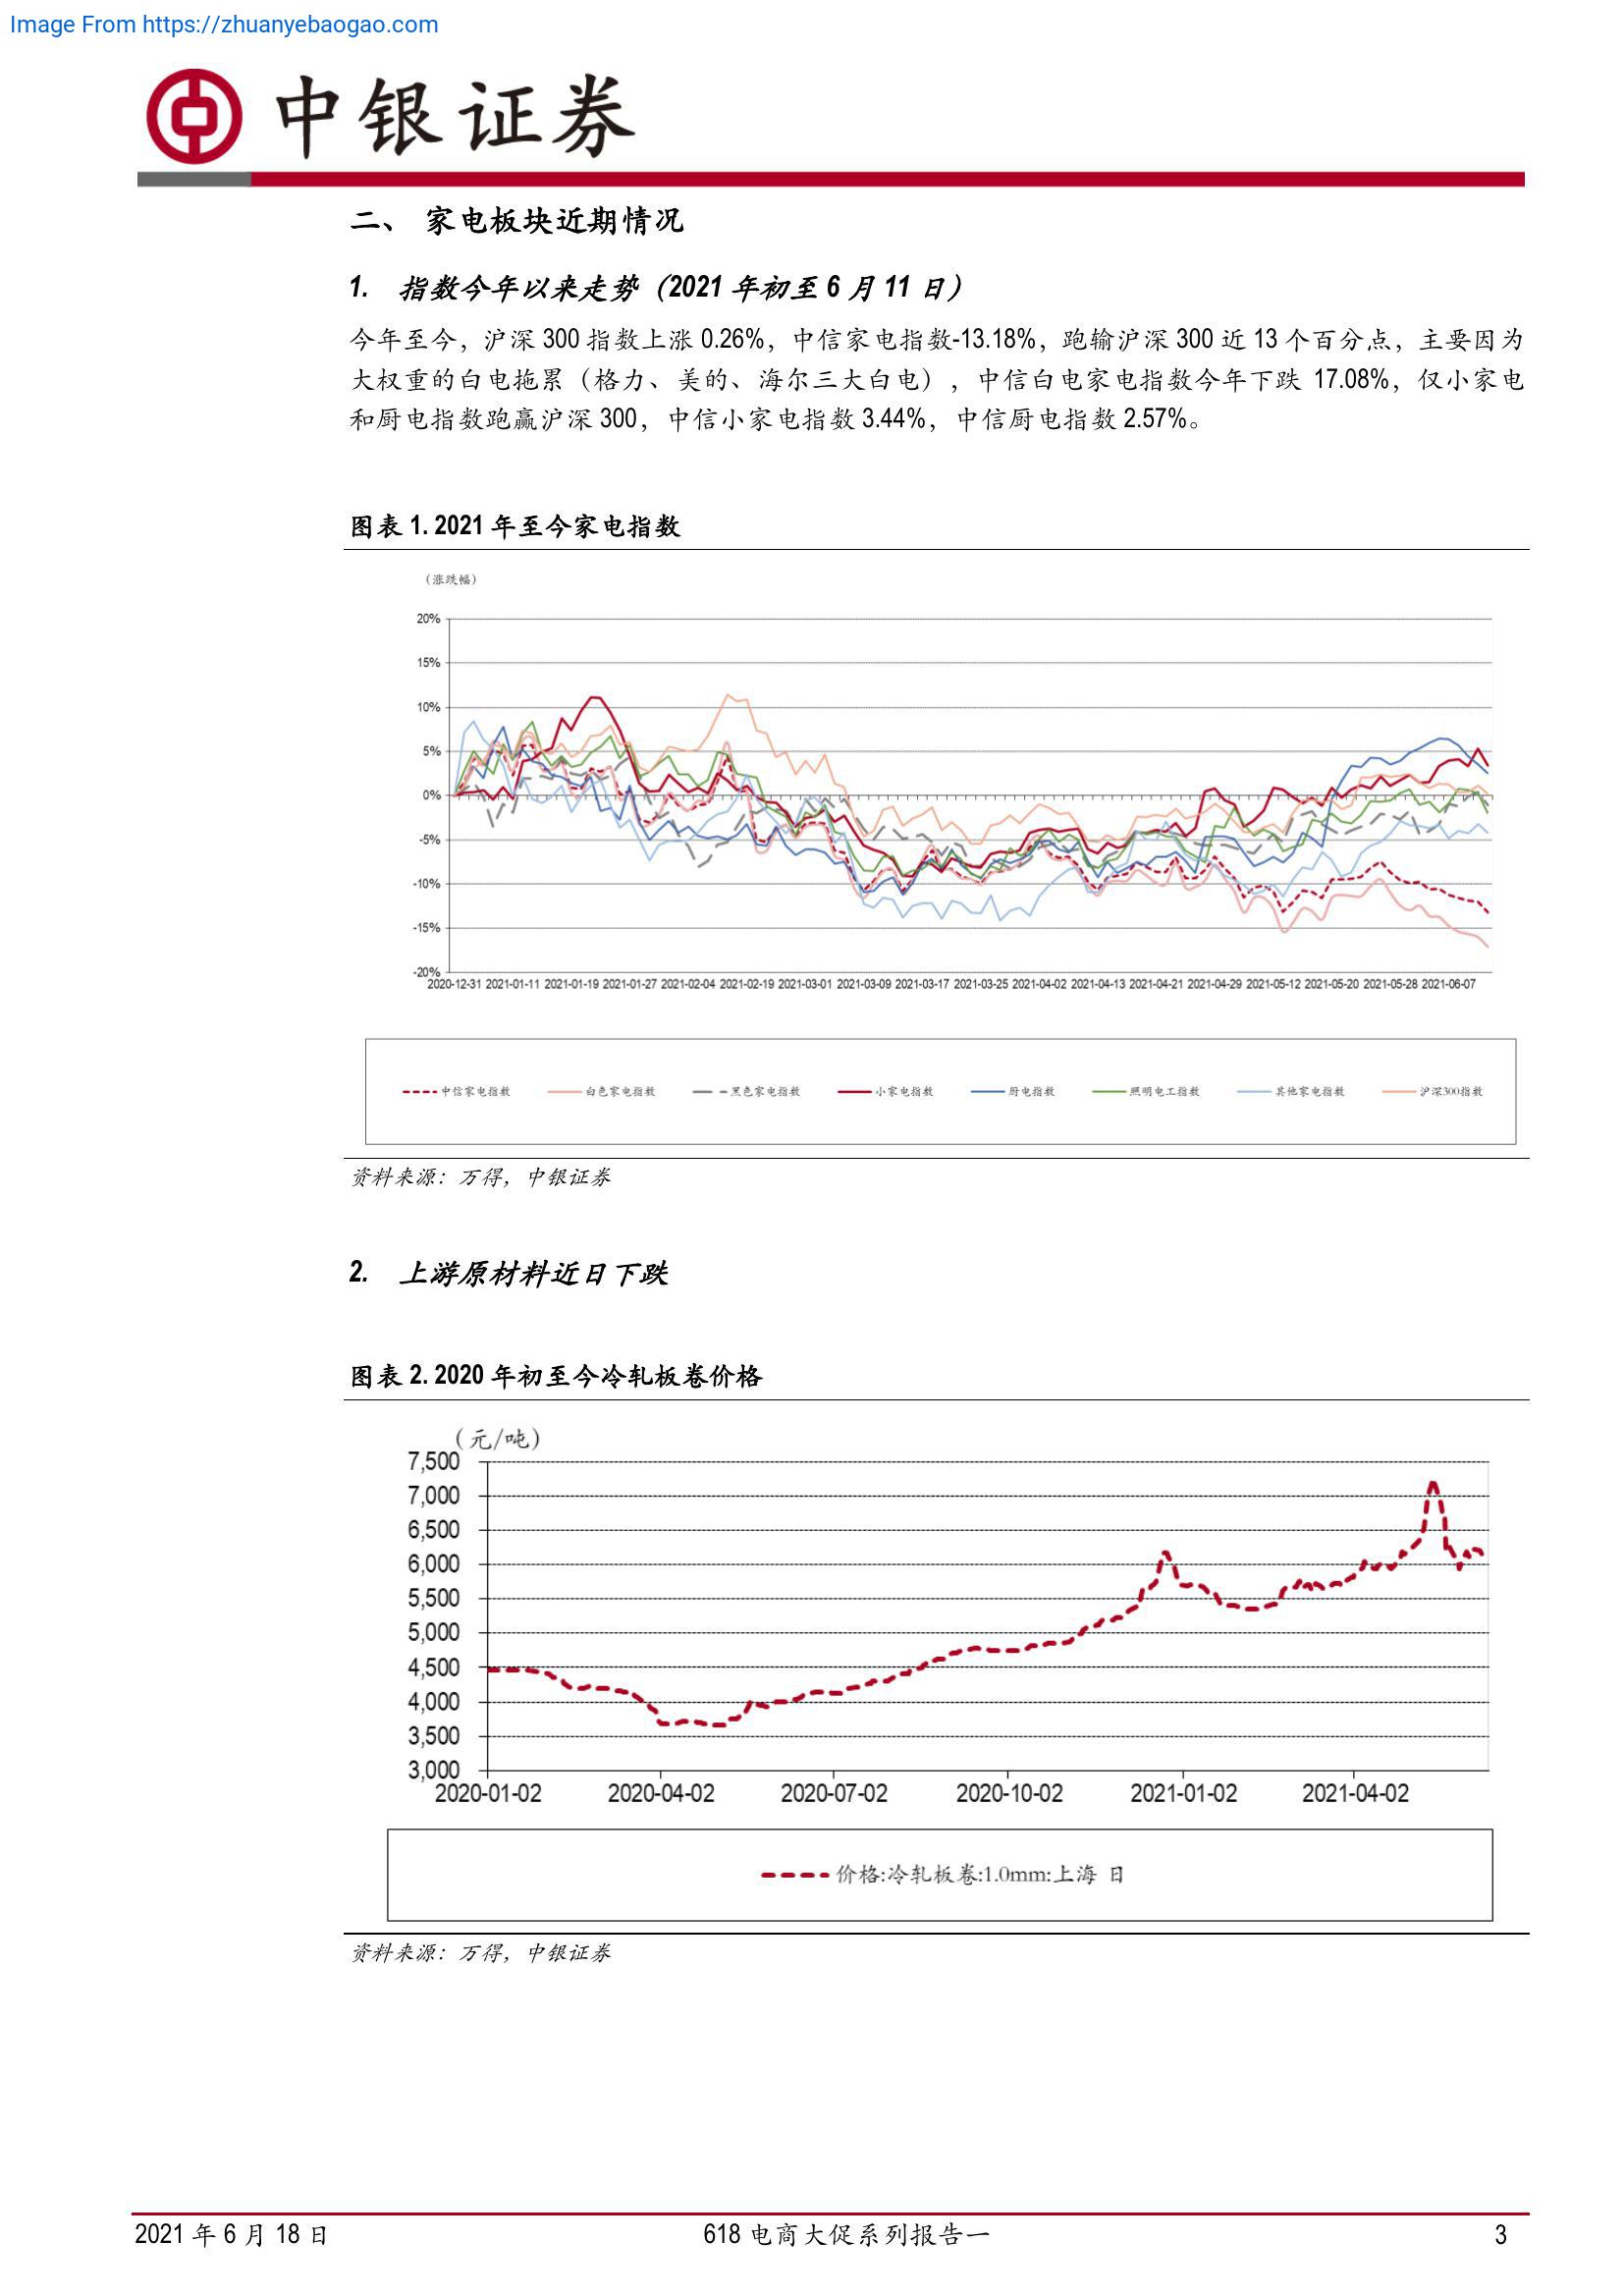 Image From https://zhuanyebaogao.com
中银证券
二、 家电板块近期情况
1. 指数今年以来走势（2021 年初至 6 月 11 日）
今年至今，沪深 300 指数上涨 0.26%，中信家电指数-13.18%，跑输沪深 300 近 13 个百分点，主要因为
大权重的白电拖累（格力、美的、海尔三大白电），中信白电家电指数今年下跌 17.08%，仅小家电
和厨电指数跑赢沪深 300，中信小家电指数 3.44%，中信厨电指数 2.57%。
图表 1. 2021 年至今家电指数
（涨跌幅）
20%
15%
10%
5%
0%
-5%
-10%
-15%
-20%
2020-12-31 2021-01-11 2021-01-19 2021-01-27 2021-02-04 2021-02-19 2021-03-01 2021-03-09 2021-03-17 2021-03-25 2021-04-02 2021-04-13 2021-04-21 2021-04-29 2021-05-12 2021-05-20 2021-05-28 2021-06-07
中信家电指数 白色家电指数 黑色家电指数 小家电指数 厨电指数 照明电工指数 其他家电指数 沪深300指数
资料来源：万得，中银证券
2. 上游原材料近日下跌
图表 2. 2020 年初至今冷轧板卷价格
（元/吨）
7,500
7,000
6,500
6,000
5,500
5,000
4,500
4,000
3,500
3,000
2020-01-02 2020-04-02 2020-07-02 2020-10-02 2021-01-02 2021-04-02
价格:冷轧板卷:1.0mm:上海 日
资料来源：万得，中银证券
2021 年 6 月 18 日 618 电商大促系列报告一 3